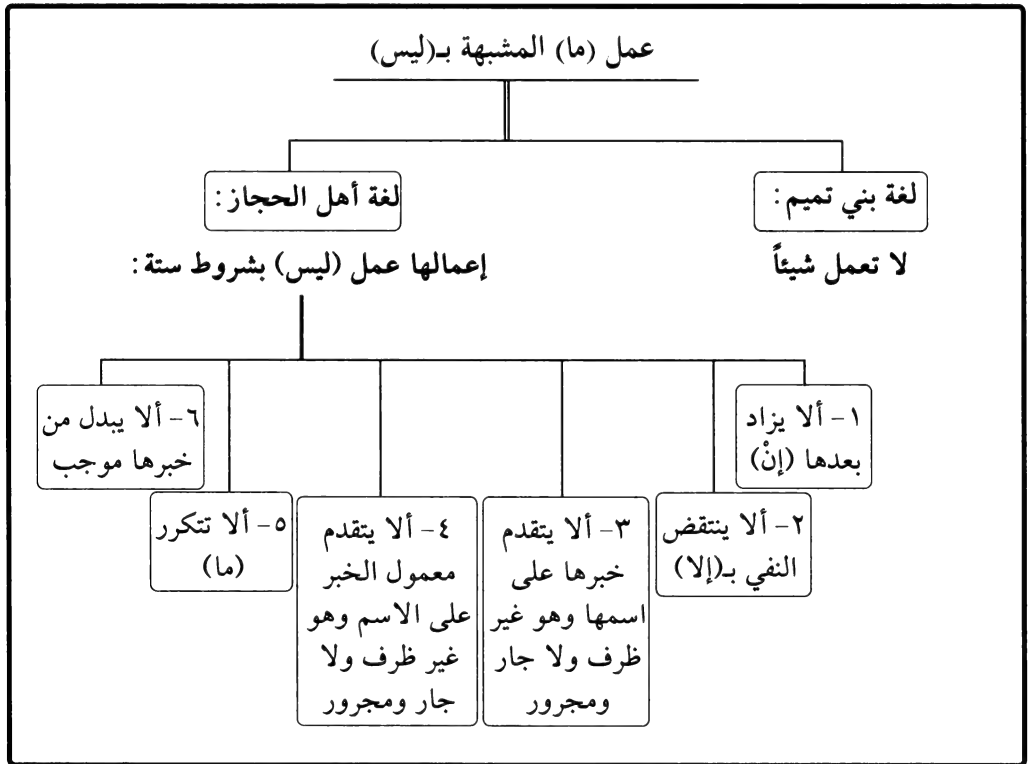 عمل (ما) المشبهة بـ(ليس)
لغة بني تميم:
لا تعمل شيئاً
لغة أهل الحجاز:
إعمالها عمل (ليس) بشروط ستة:
١- ألا يزاد
بعدها (إنْ)
٢- ألا ينتقض
النفي بـ(إلا)
٣- ألا يتقدم
خبرها على
اسمها وهو غير
ظرف ولا جار
ومجرور
٤- ألا يتقدم
معمول الخبر
على الاسم وهو
غير ظرف ولا
جار ومجرور
٥- ألا تتكرر
(ما)
٦- ألا يبدل من
خبرها موجب